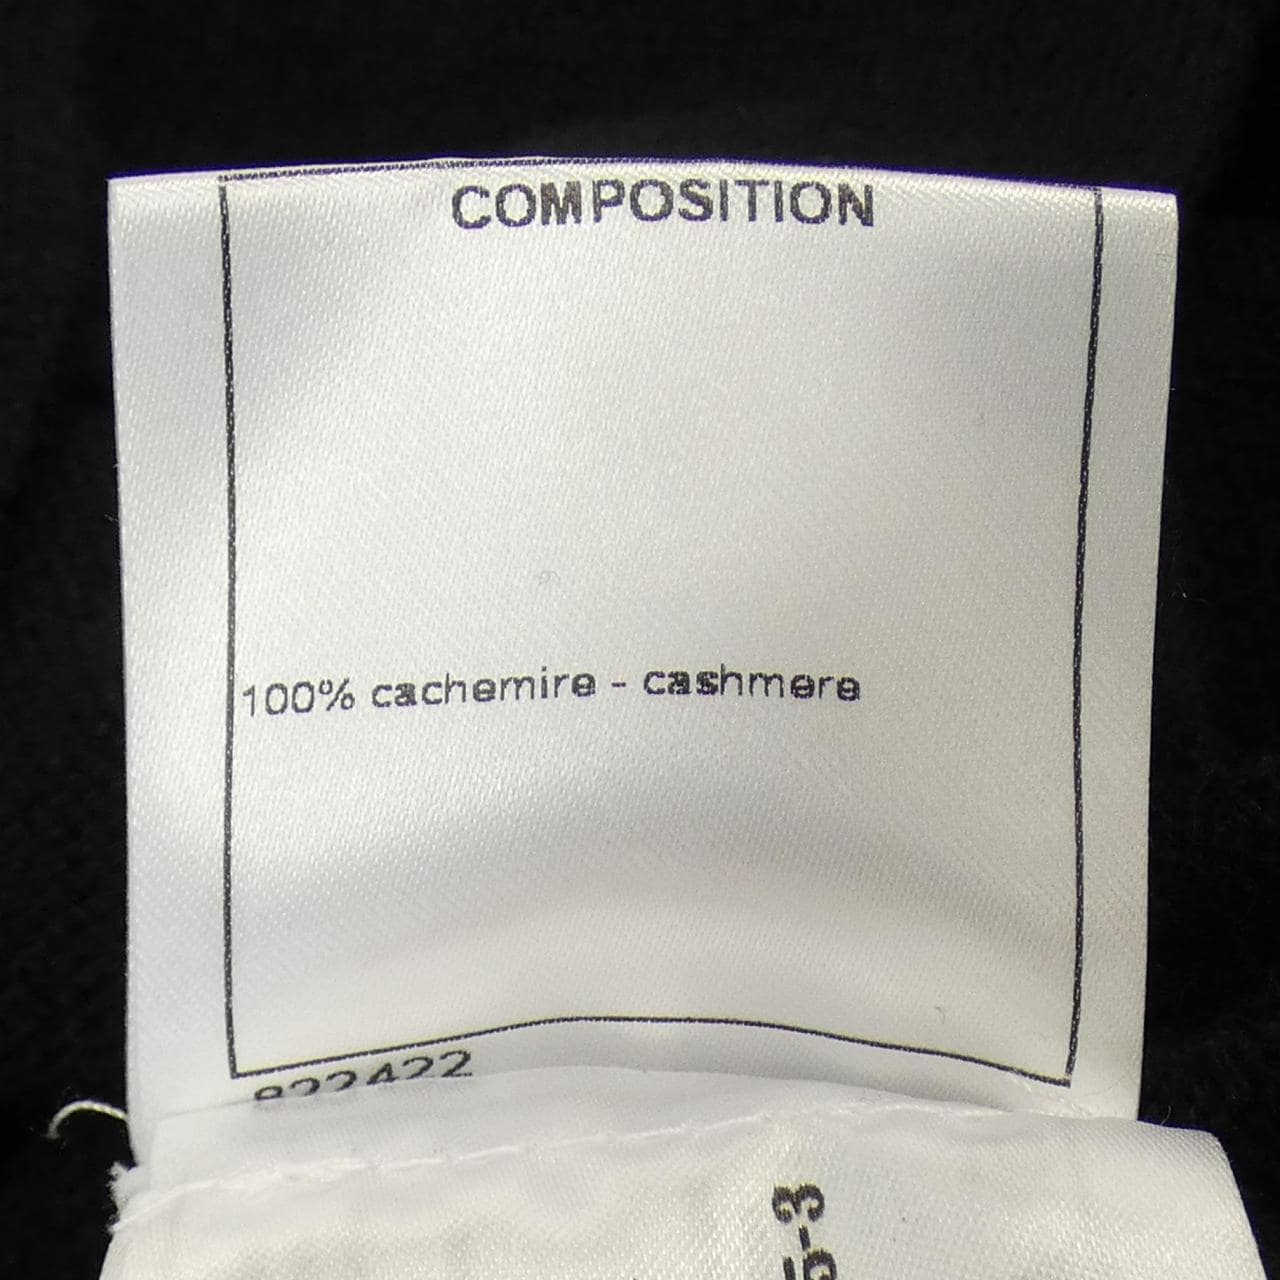 COMPOSITION
100% cachemire - cashmere